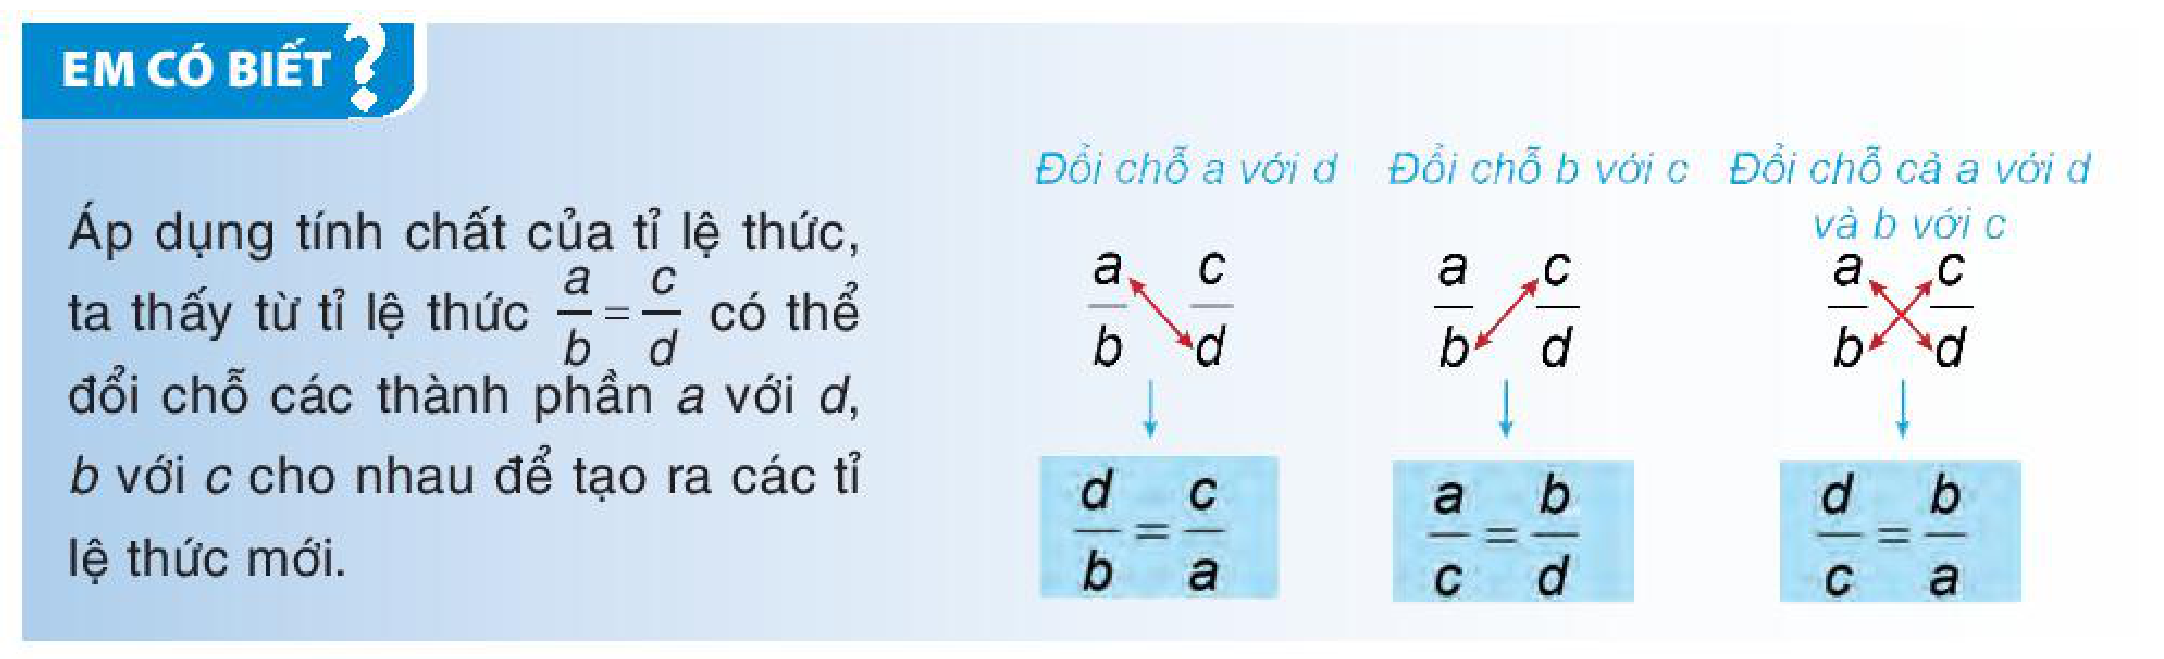 EM CÓ BIẾT?
Áp dụng tính chất của tỉ lệ thức,
ta thấy từ tỉ lệ thức a/b = c/d có thể
đổi chỗ các thành phần a với d,
b với c cho nhau để tạo ra các tỉ
lệ thức mới.
Đổi chỗ a với d
a/b c/d
d/b = c/a
Đổi chỗ b với c
a/b c/d
a/c = b/d
Đổi chỗ cả a với d
và b với c
a/b c/d
d/c = b/a